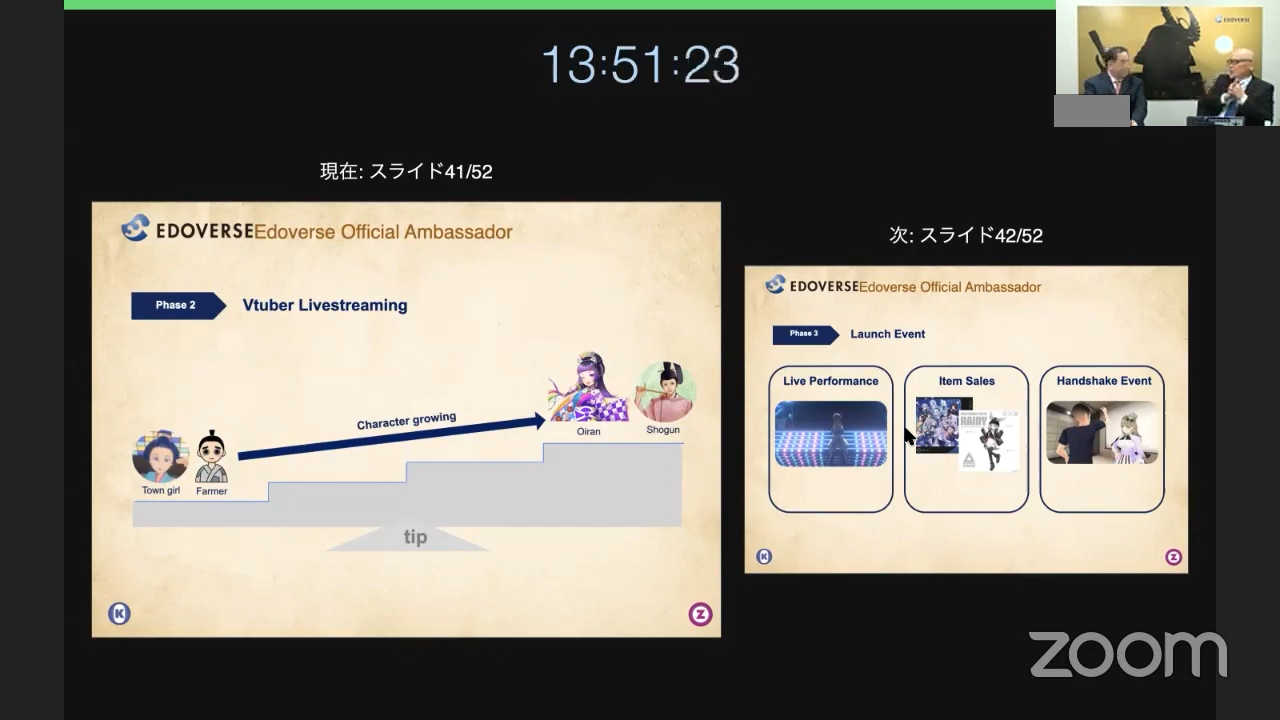 13:51:23
EDOVERSE
現在: スライド41/52
EDOVERSE Edoverse Official Ambassador
Phase 2
Vtuber Livestreaming
Character growing
Oiran
Shogun
Town girl
Farmer
tip
K
Z
次: スライド42/52
EDOVERSE Edoverse Official Ambassador
Phase 3
Launch Event
Live Performance
Item Sales
Handshake Event
RAINY
K
Z
zoom